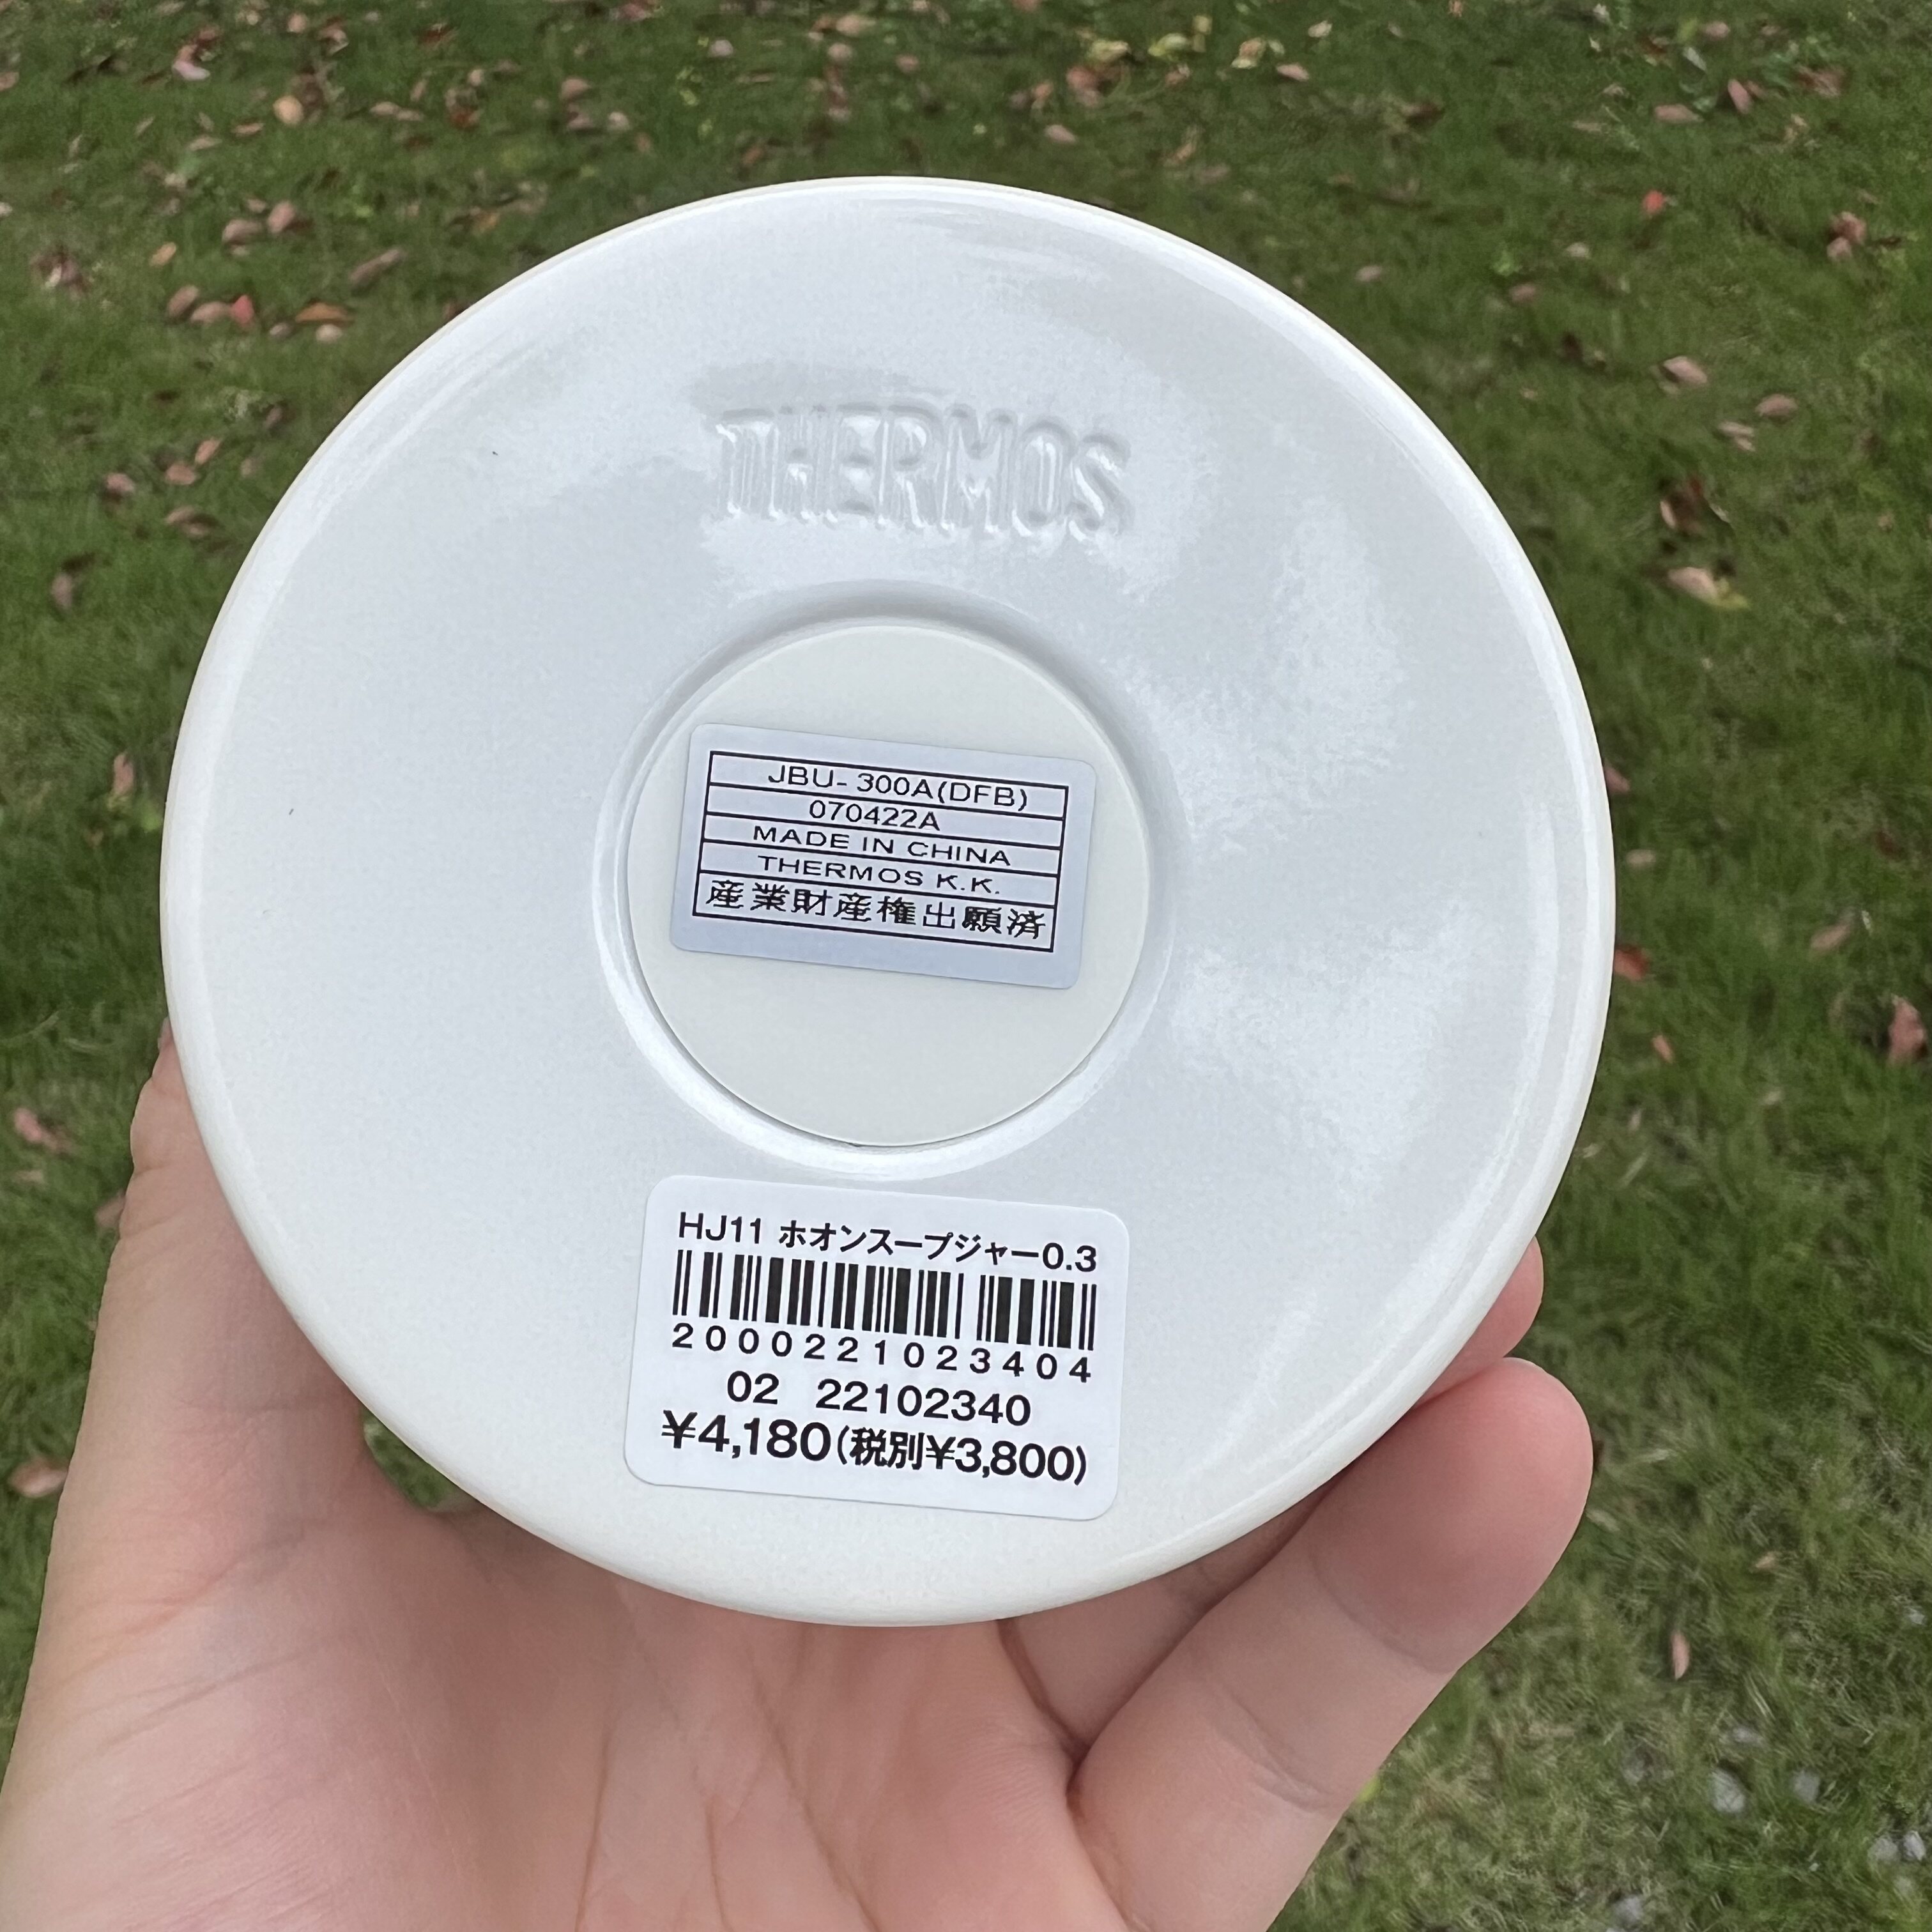 THERMOS
JBU-300A(DFB)
070422A
MADE IN CHINA
THERMOS K.K.
産業財産権出願済
HJ11 ホオンスープジャー0.3
2000221023404
02 22102340
¥4,180(税別¥3,800)